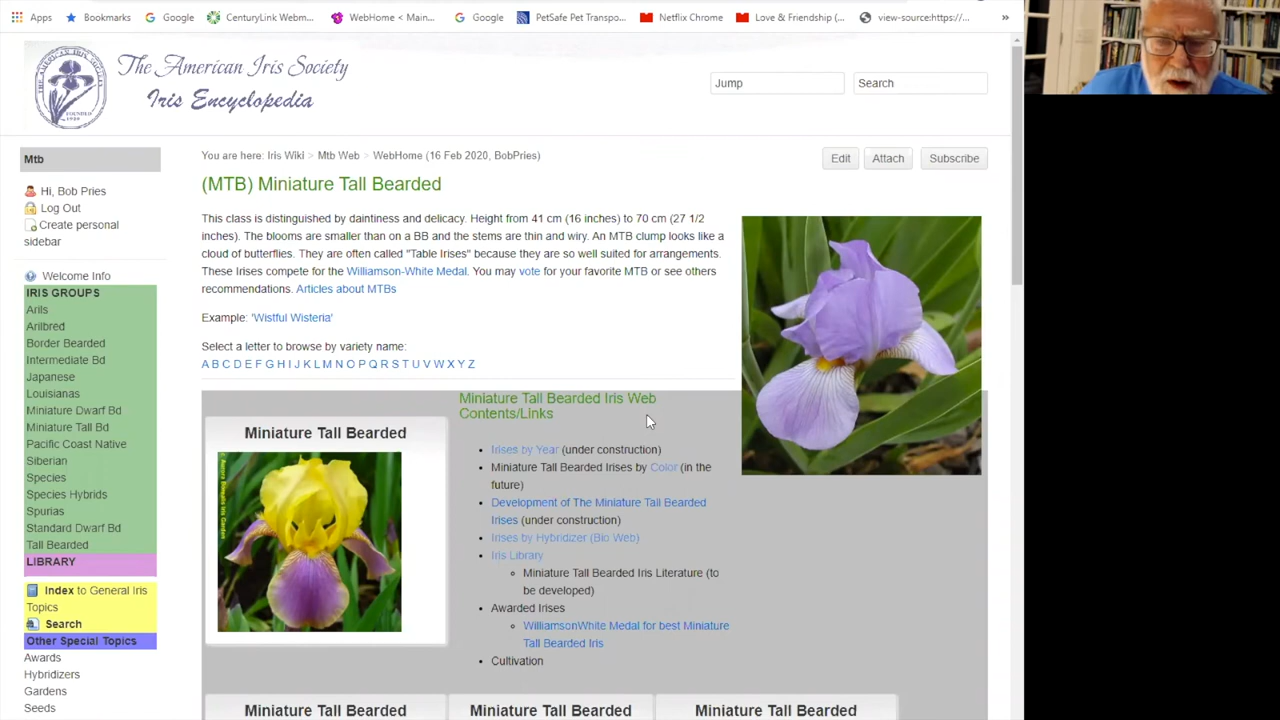 Apps Bookmarks Google CenturyLink Webm... WebHome < Main... Google PetSafe Pet Transpo... Netflix Chrome Love & Friendship (... view-source:https://... »
The American Iris Society
Iris Encyclopedia
Jump
Search
Mtb
Hi, Bob Pries
Log Out
Create personal
sidebar
Welcome Info
IRIS GROUPS
Arils
Arilbred
Border Bearded
Intermediate Bd
Japanese
Louisianas
Miniature Dwarf Bd
Miniature Tall Bd
Pacific Coast Native
Siberian
Species
Species Hybrids
Spurias
Standard Dwarf Bd
Tall Bearded
LIBRARY
Index to General Iris
Topics
Search
Other Special Topics
Awards
Hybridizers
Gardens
Seeds
You are here: Iris Wiki > Mtb Web > WebHome (16 Feb 2020, BobPries)
Edit Attach Subscribe
(MTB) Miniature Tall Bearded
This class is distinguished by daintiness and delicacy. Height from 41 cm (16 inches) to 70 cm (27 1/2
inches). The blooms are smaller than on a BB and the stems are thin and wiry. An MTB clump looks like a
cloud of butterflies. They are often called "Table Irises" because they are so well suited for arrangements.
These Irises compete for the Williamson-White Medal. You may vote for your favorite MTB or see others
recommendations. Articles about MTBs
Example: 'Wistful Wisteria'
Select a letter to browse by variety name:
A B C D E F G H I J K L M N O P Q R S T U V W X Y Z
Miniature Tall Bearded
Miniature Tall Bearded Iris Web
Contents/Links
• Irises by Year (under construction)
• Miniature Tall Bearded Irises by Color (in the
future)
• Development of The Miniature Tall Bearded
Irises (under construction)
• Irises by Hybridizer (Bio Web)
• Iris Library
Miniature Tall Bearded Iris Literature (to
be developed)
• Awarded Irises
WilliamsonWhite Medal for best Miniature
Tall Bearded Iris
• Cultivation
Miniature Tall Bearded Miniature Tall Bearded Miniature Tall Bearded